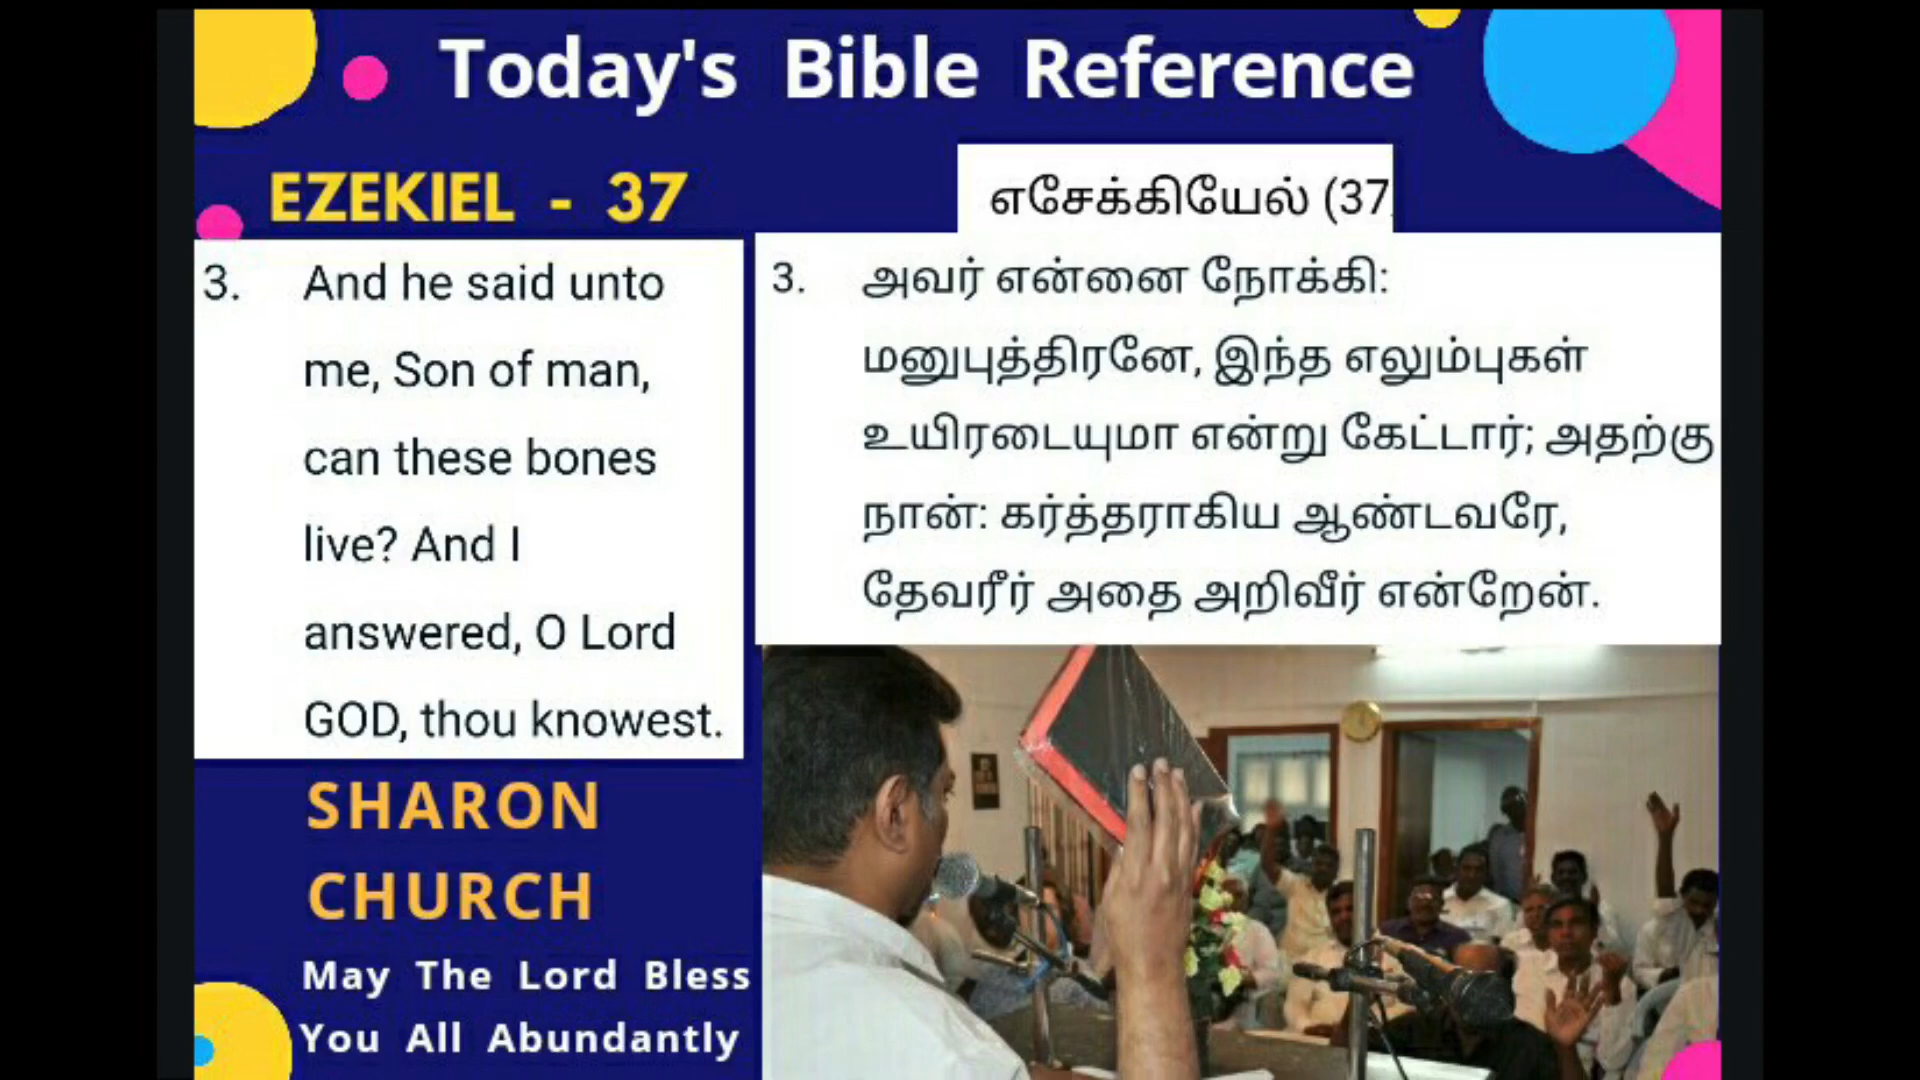 Today's Bible Reference
EZEKIEL - 37
எசேக்கியேல் (37
3. And he said unto
me, Son of man,
can these bones
live? And I
answered, O Lord
GOD, thou knowest.
3. அவர் என்னை நோக்கி:
மனுபுத்திரனே, இந்த எலும்புகள்
உயிரடையுமா என்று கேட்டார்; அதற்கு
நான்: கர்த்தராகிய ஆண்டவரே,
தேவரீர் அதை அறிவீர் என்றேன்.
SHARON
CHURCH
May The Lord Bless
You All Abundantly